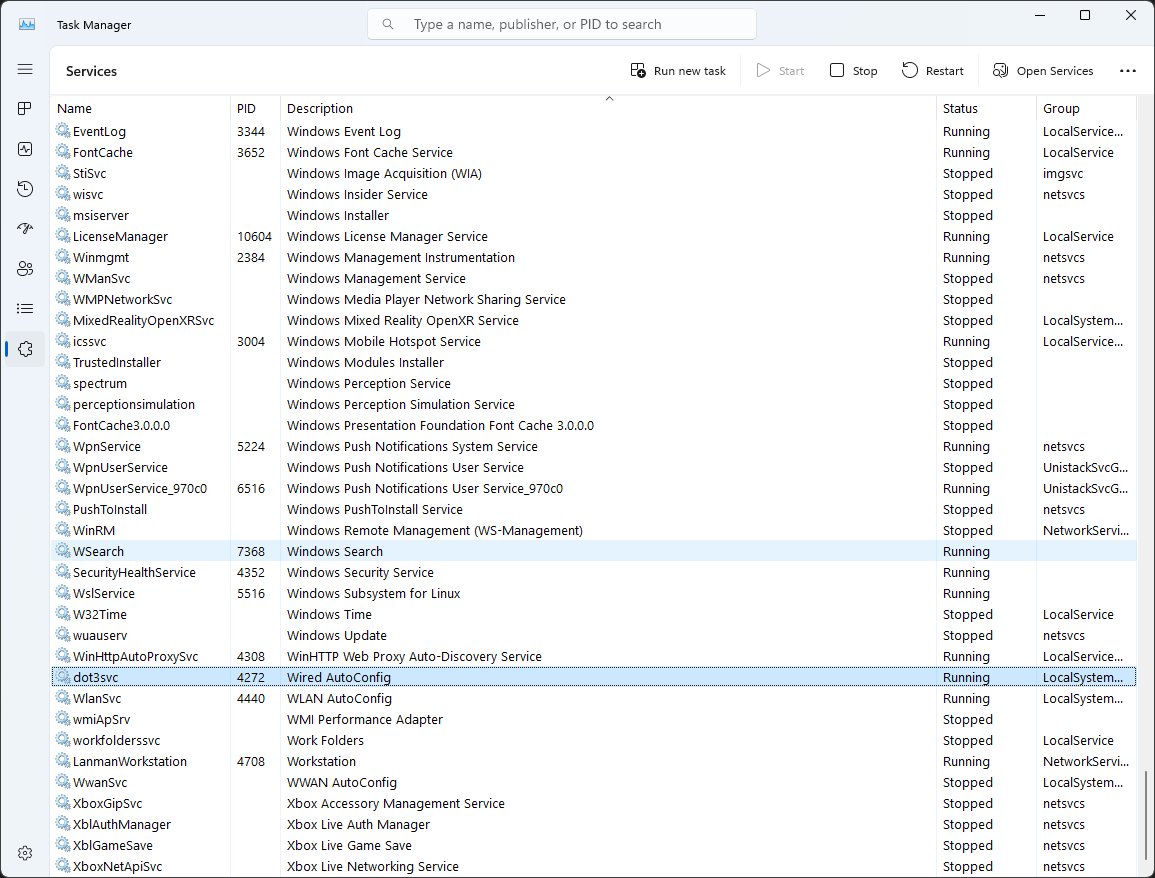 Task Manager
Type a name, publisher, or PID to search
Services Run new task Start Stop Restart Open Services
Name PID Description Status Group
EventLog 3344 Windows Event Log Running LocalService...
FontCache 3652 Windows Font Cache Service Running LocalService
StiSvc Windows Image Acquisition (WIA) Stopped imgsvc
wisvc Windows Insider Service Stopped netsvcs
msiserver Windows Installer Stopped
LicenseManager 10604 Windows License Manager Service Running LocalService
Winmgmt 2384 Windows Management Instrumentation Running netsvcs
WManSvc Windows Management Service Stopped netsvcs
WMPNetworkSvc Windows Media Player Network Sharing Service Stopped
MixedRealityOpenXRSvc Windows Mixed Reality OpenXR Service Stopped LocalSystem...
icssvc 3004 Windows Mobile Hotspot Service Running LocalService...
TrustedInstaller Windows Modules Installer Stopped
spectrum Windows Perception Service Stopped
perceptionsimulation Windows Perception Simulation Service Stopped
FontCache3.0.0.0 Windows Presentation Foundation Font Cache 3.0.0.0 Stopped
WpnService 5224 Windows Push Notifications System Service Running netsvcs
WpnUserService Windows Push Notifications User Service Stopped UnistackSvcG...
WpnUserService_970c0 6516 Windows Push Notifications User Service_970c0 Running UnistackSvcG...
PushToInstall Windows PushToInstall Service Stopped netsvcs
WinRM Windows Remote Management (WS-Management) Stopped NetworkServi...
WSearch 7368 Windows Search Running
SecurityHealthService 4352 Windows Security Service Running
WslService 5516 Windows Subsystem for Linux Running
W32Time Windows Time Stopped LocalService
wuauserv Windows Update Stopped netsvcs
WinHttpAutoProxySvc 4308 WinHTTP Web Proxy Auto-Discovery Service Running LocalService...
dot3svc 4272 Wired AutoConfig Running LocalSystem...
WlanSvc 4440 WLAN AutoConfig Running LocalSystem...
wmiApSrv WMI Performance Adapter Stopped
workfolderssvc Work Folders Stopped LocalService
LanmanWorkstation 4708 Workstation Running NetworkServi...
WwanSvc WWAN AutoConfig Stopped LocalSystem...
XboxGipSvc Xbox Accessory Management Service Stopped netsvcs
XblAuthManager Xbox Live Auth Manager Stopped netsvcs
XblGameSave Xbox Live Game Save Stopped netsvcs
XboxNetApiSvc Xbox Live Networking Service Stopped netsvcs